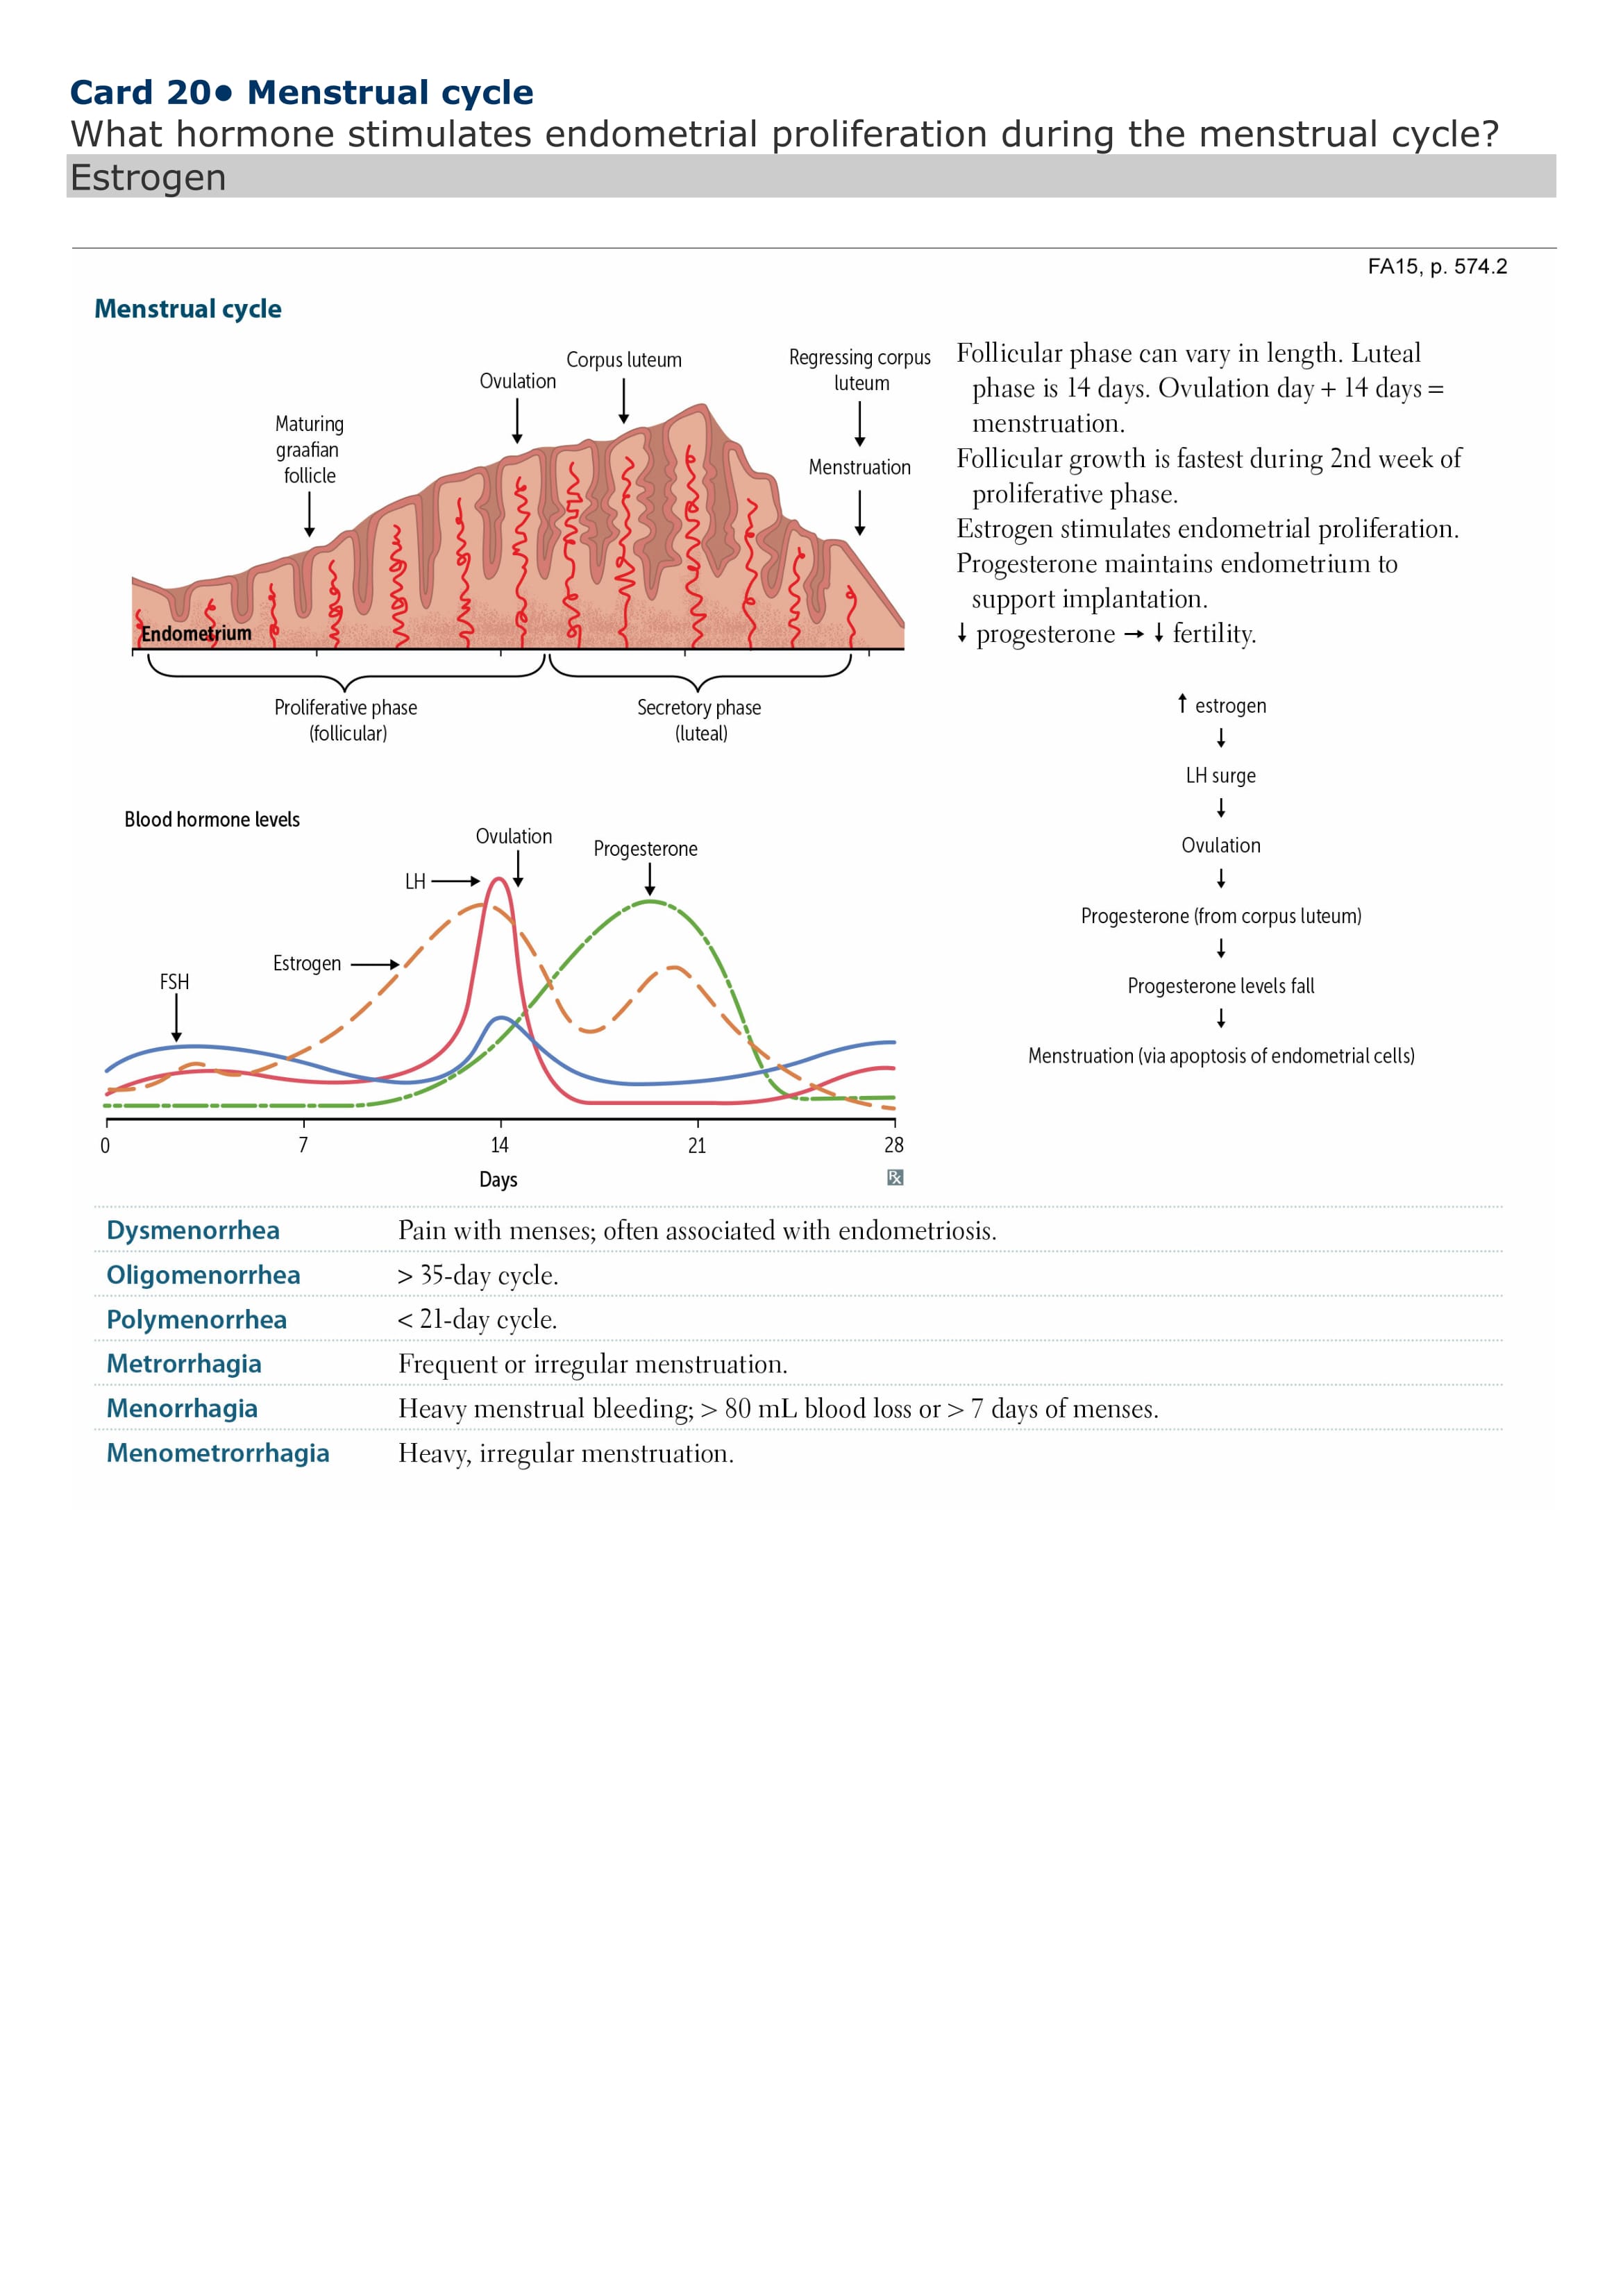 Card 20● Menstrual cycle
What hormone stimulates endometrial proliferation during the menstrual cycle?
Estrogen
FA15, p. 574.2
Menstrual cycle
Maturing
graafian
follicle
Ovulation
Corpus luteum
Regressing corpus
luteum
Menstruation
Endometrium
Proliferative phase
(follicular)
Secretory phase
(luteal)
Follicular phase can vary in length. Luteal
phase is 14 days. Ovulation day + 14 days =
menstruation.
Follicular growth is fastest during 2nd week of
proliferative phase.
Estrogen stimulates endometrial proliferation.
Progesterone maintains endometrium to
support implantation.
↓ progesterone → ↓ fertility.
↑ estrogen
↓
LH surge
↓
Ovulation
↓
Progesterone (from corpus luteum)
↓
Progesterone levels fall
↓
Menstruation (via apoptosis of endometrial cells)
Blood hormone levels
Ovulation
Progesterone
LH
Estrogen
FSH
0 7 14 21 28
Days
Rx
Dysmenorrhea Pain with menses; often associated with endometriosis.
Oligomenorrhea > 35-day cycle.
Polymenorrhea < 21-day cycle.
Metrorrhagia Frequent or irregular menstruation.
Menorrhagia Heavy menstrual bleeding; > 80 mL blood loss or > 7 days of menses.
Menometrorrhagia Heavy, irregular menstruation.